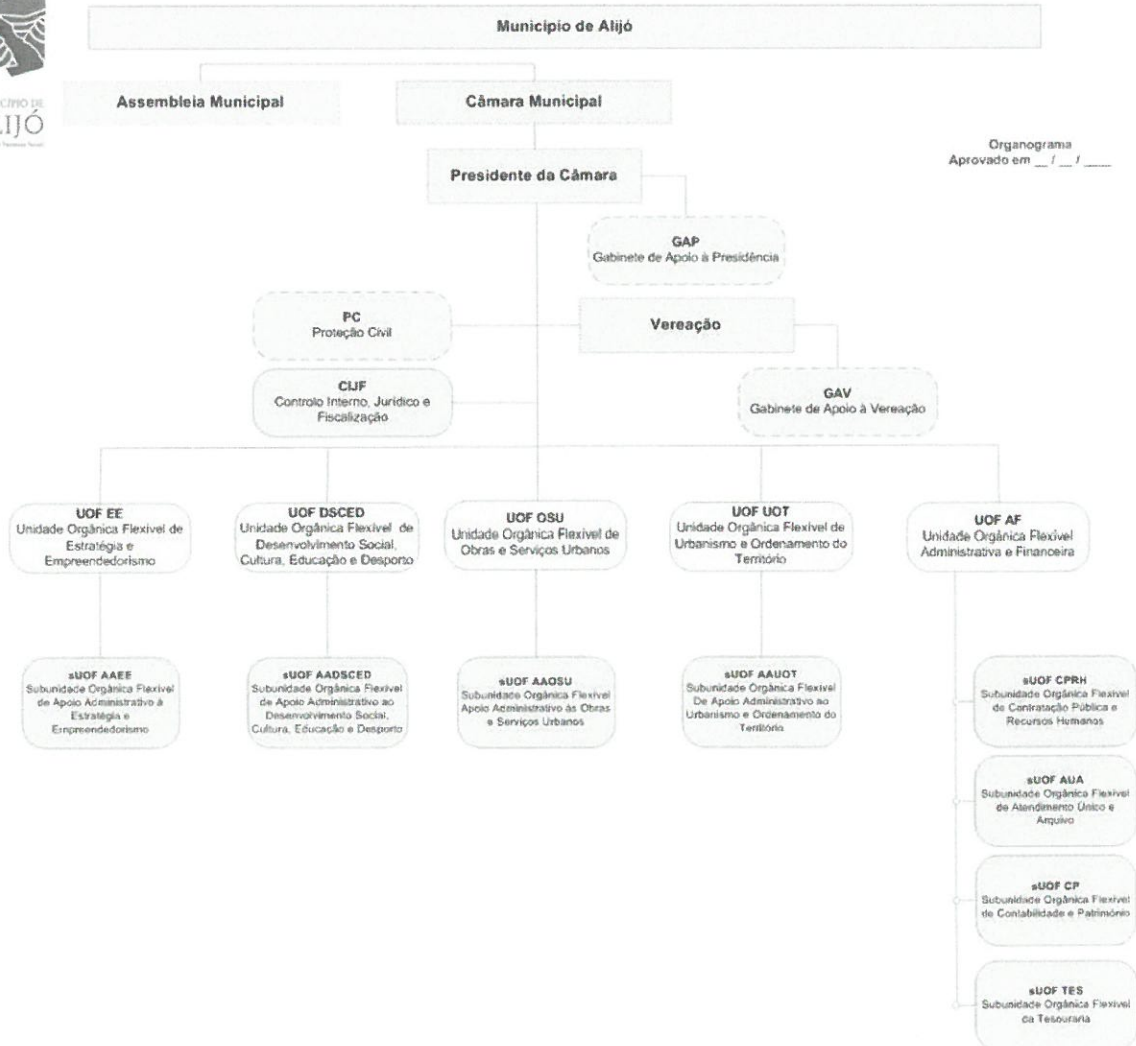 Município de Alijó
Assembleia Municipal
Câmara Municipal
CÍPIO DE
IJÓ
Organograma
Aprovado em __ / __ / ____
Presidente da Câmara
GAP
Gabinete de Apoio à Presidência
PC
Proteção Civil
Vereação
CIJF
Controlo Interno, Jurídico e
Fiscalização
GAV
Gabinete de Apoio à Vereação
UOF EE
Unidade Orgânica Flexível de
Estratégia e
Empreendedorismo
UOF DSCED
Unidade Orgânica Flexível de
Desenvolvimento Social,
Cultura, Educação e Desporto
UOF OSU
Unidade Orgânica Flexível de
Obras e Serviços Urbanos
UOF UOT
Unidade Orgânica Flexível de
Urbanismo e Ordenamento do
Território
UOF AF
Unidade Orgânica Flexível
Administrativa e Financeira
sUOF AAEE
Subunidade Orgânica Flexível
de Apoio Administrativo à
Estratégia e
Empreendedorismo
sUOF AADSCED
Subunidade Orgânica Flexível
de Apoio Administrativo ao
Desenvolvimento Social,
Cultura, Educação e Desporto
sUOF AAOSU
Subunidade Orgânica Flexível
Apoio Administrativo às Obras
e Serviços Urbanos
sUOF AAUOT
Subunidade Orgânica Flexível
De Apoio Administrativo ao
Urbanismo e Ordenamento do
Território
sUOF CPRH
Subunidade Orgânica Flexível
de Contratação Pública e
Recursos Humanos
sUOF AUA
Subunidade Orgânica Flexível
de Atendimento Único e
Arquivo
sUOF CP
Subunidade Orgânica Flexível
de Contabilidade e Património
sUOF TES
Subunidade Orgânica Flexível
da Tesouraria